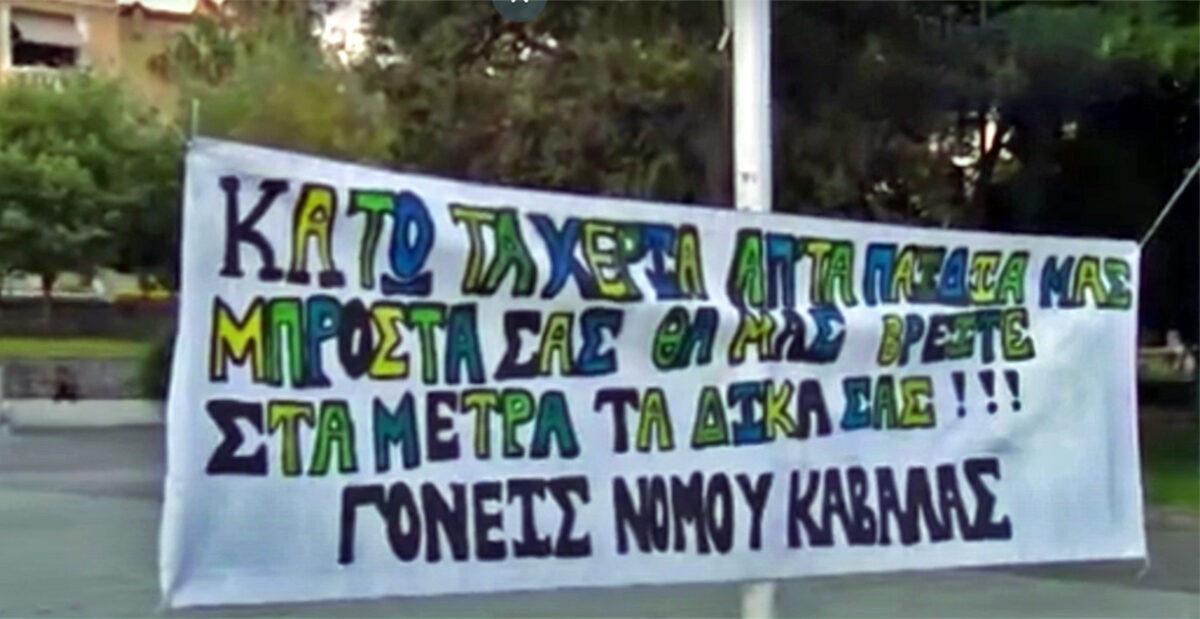 ΚΑΤΩ ΤΑ ΧΕΡΙΑ ΑΠ'ΤΑ ΠΑΙΔΙΑ ΜΑΣ
ΜΠΡΟΣΤΑ ΣΑΣ ΘΑ ΜΑΣ ΒΡΕΙΤΕ
ΣΤΑ ΜΕΤΡΑ ΤΑ ΔΙΚΑ ΣΑΣ !!!
ΓΟΝΕΙΣ ΝΟΜΟΥ ΚΑΒΑΛΑΣ